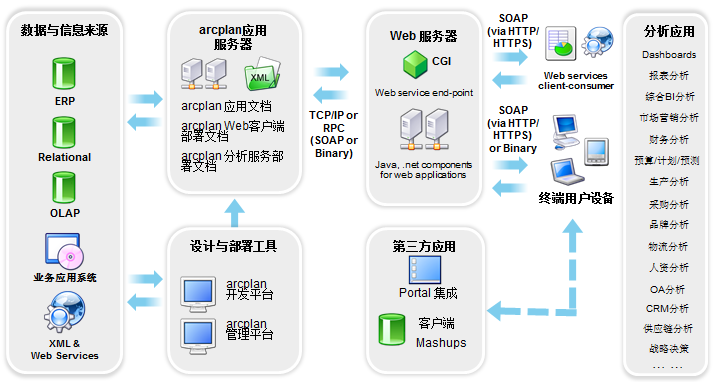 数据与信息来源
ERP
Relational
OLAP
业务应用系统
XML &
Web Services
arcplan应用
服务器
XML
arcplan 应用文档
arcplan Web客户端
部署文档
arcplan 分析服务部
署文档
设计与部署工具
arcplan
开发平台
arcplan
管理平台
TCP/IP or
RPC
(SOAP or
Binary)
Web 服务器
CGI
Web service end-point
Java, .net components
for web applications
第三方应用
Portal 集成
客户端
Mashups
SOAP
(via HTTP/
HTTPS)
Web services
client-consumer
SOAP
(via HTTP/
HTTPS)
or Binary
终端用户设备
分析应用
Dashboards
报表分析
综合BI分析
市场营销分析
财务分析
预算/计划/预测
生产分析
采购分析
品牌分析
物流分析
人资分析
OA分析
CRM分析
供应链分析
战略决策
... ...